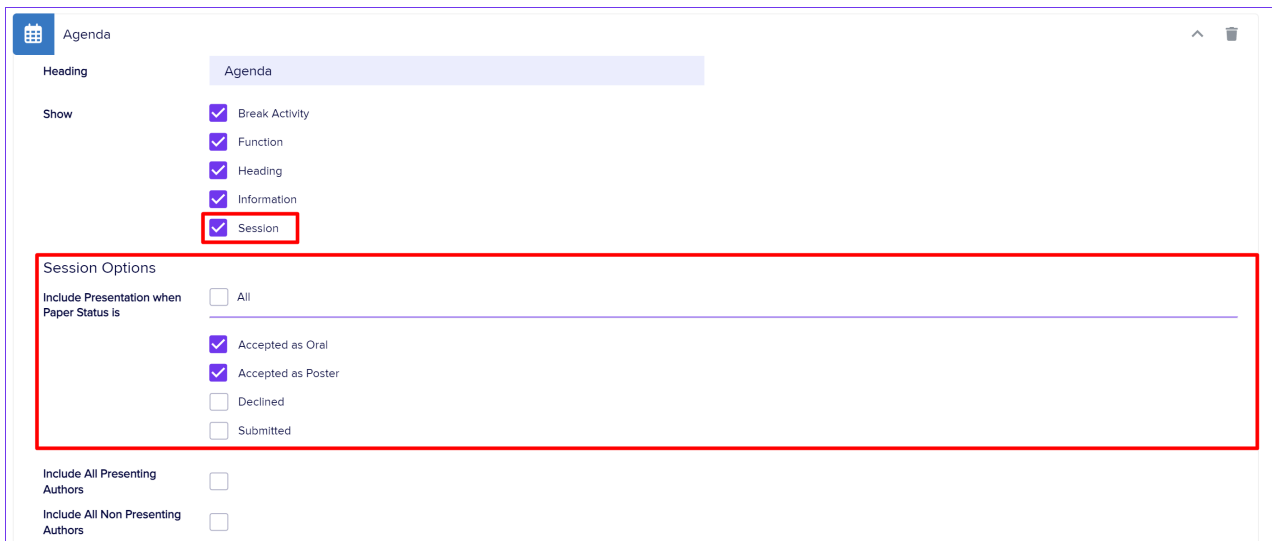 Agenda
Heading
Agenda
Show
Break Activity
Function
Heading
Information
Session
Session Options
Include Presentation when
Paper Status is
All
Accepted as Oral
Accepted as Poster
Declined
Submitted
Include All Presenting
Authors
Include All Non Presenting
Authors